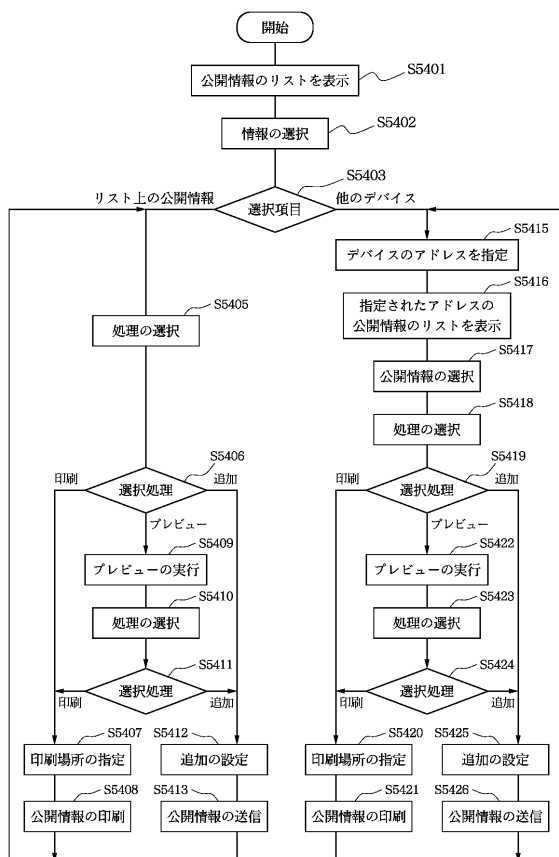 開始
S5401
公開情報のリストを表示
S5402
情報の選択
S5403
リスト上の公開情報
選択項目
他のデバイス
S5415
デバイスのアドレスを指定
S5416
指定されたアドレスの
公開情報のリストを表示
S5405
処理の選択
S5417
公開情報の選択
S5418
処理の選択
S5406
印刷
選択処理
追加
プレビュー
S5409
プレビューの実行
S5410
処理の選択
S5411
選択処理
印刷
追加
S5407
印刷場所の指定
S5408
公開情報の印刷
S5412
追加の設定
S5413
公開情報の送信
S5419
印刷
選択処理
追加
プレビュー
S5422
プレビューの実行
S5423
処理の選択
S5424
選択処理
印刷
追加
S5420
印刷場所の指定
S5421
公開情報の印刷
S5425
追加の設定
S5426
公開情報の送信